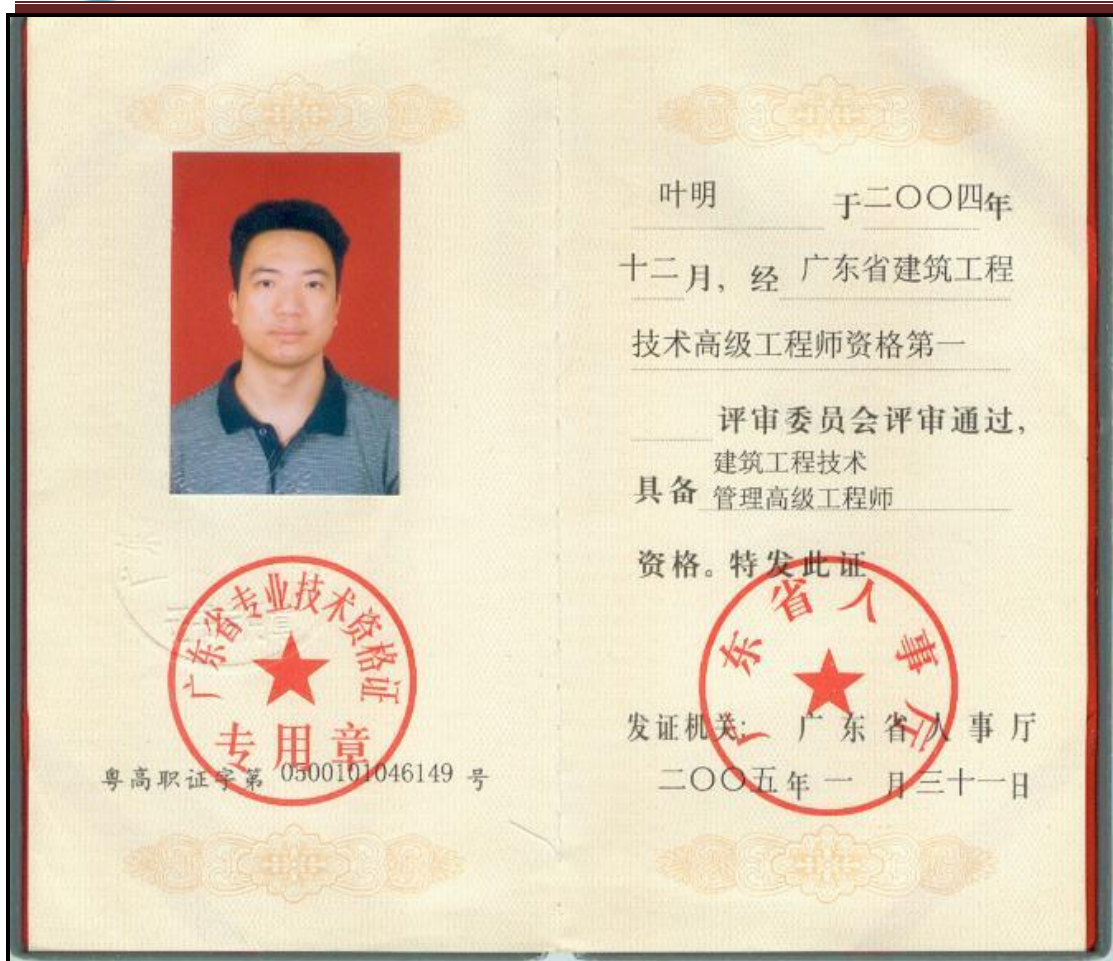 广东省专业技术资格证
专用章
粤高职证字第 0500101046149 号
叶明 于二〇〇四年
十二月，经 广东省建筑工程
技术高级工程师资格第一
评审委员会评审通过，
建筑工程技术
具备 管理高级工程师
资格。特发此证
广东省人事厅
发证机关： 广东省人事厅
二〇〇五年 一 月三十一日